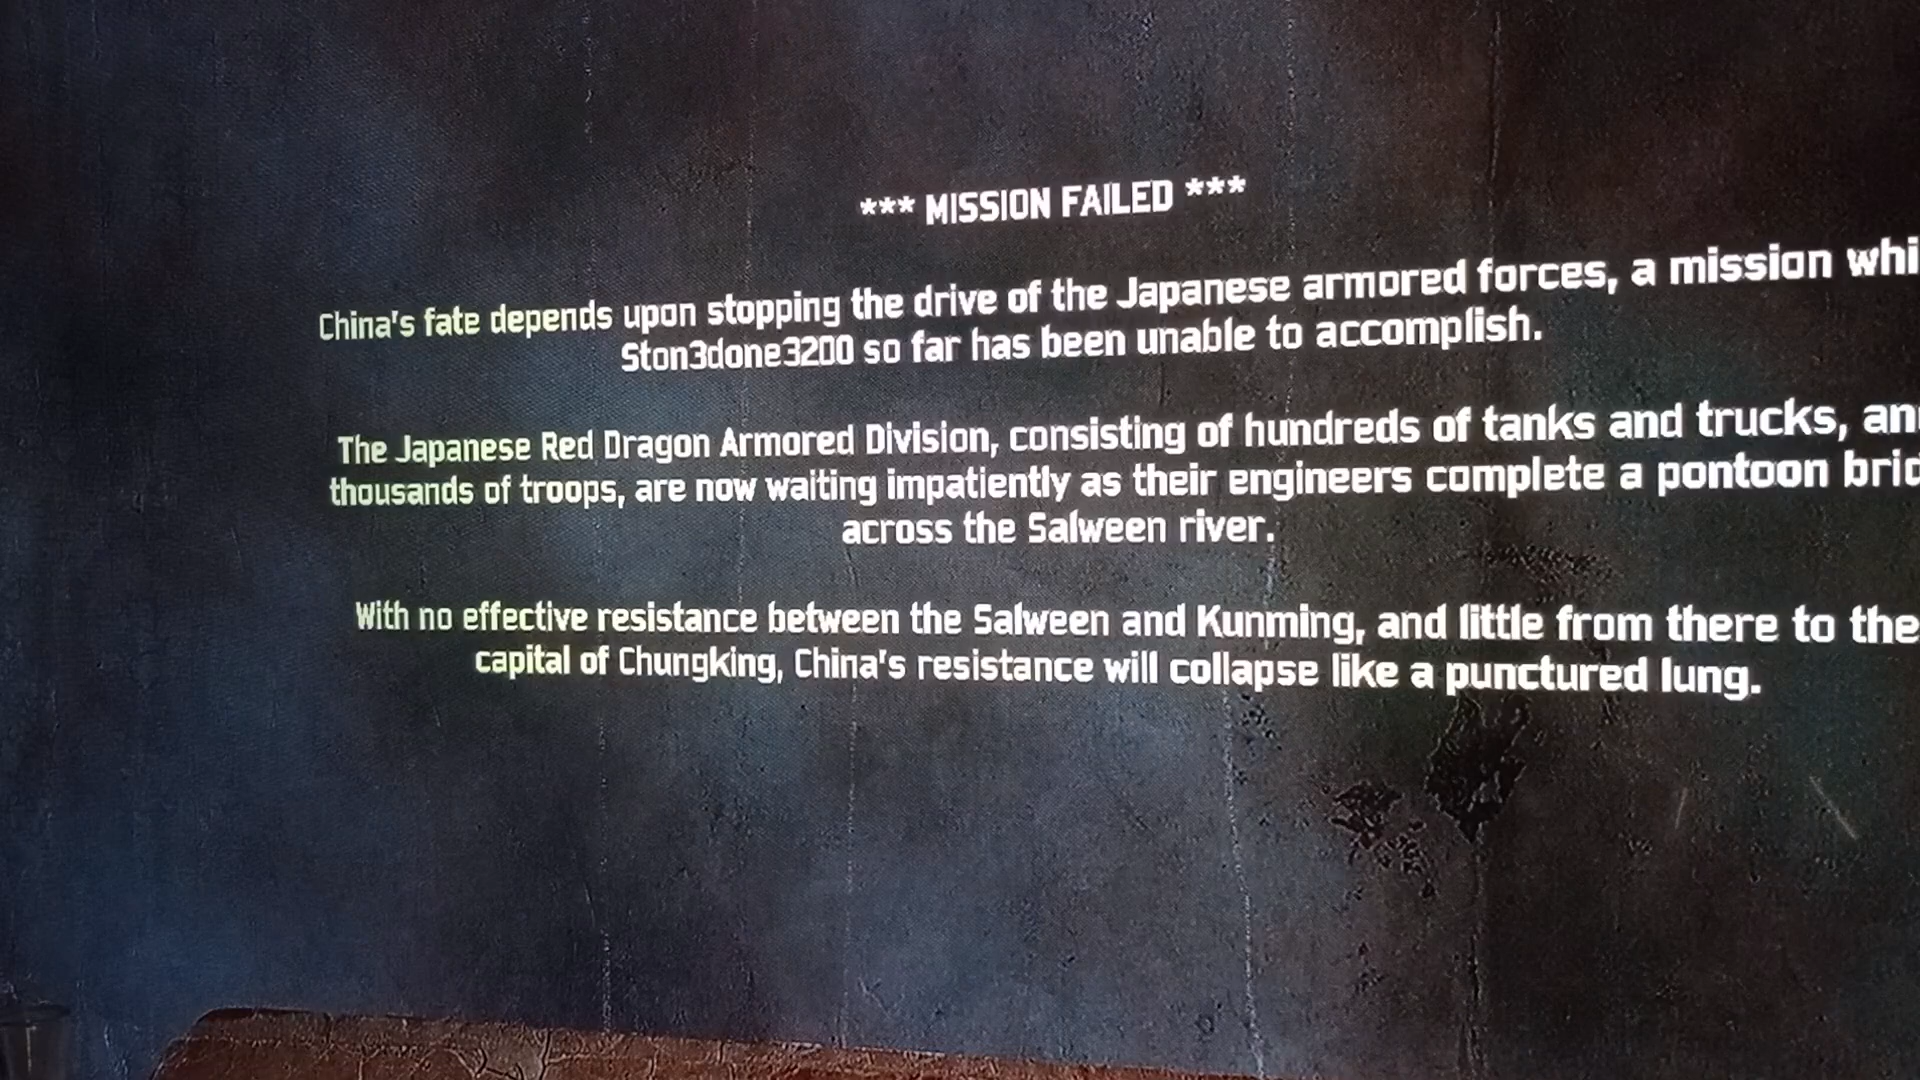 *** MISSION FAILED ***
China's fate depends upon stopping the drive of the Japanese armored forces, a mission whi
Ston3done3200 so far has been unable to accomplish.
The Japanese Red Dragon Armored Division, consisting of hundreds of tanks and trucks, an
thousands of troops, are now waiting impatiently as their engineers complete a pontoon brid
across the Salween river.
With no effective resistance between the Salween and Kunming, and little from there to the
capital of Chungking, China's resistance will collapse like a punctured lung.